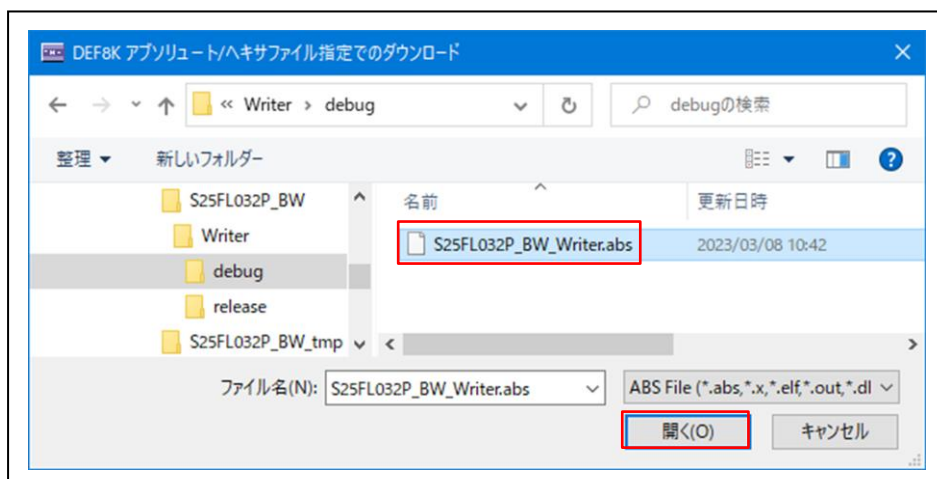 DEF8K アブソリュート/ヘキサファイル指定でのダウンロード
« Writer › debug
debugの検索
整理 新しいフォルダー
S25FL032P_BW
Writer
debug
release
S25FL032P_BW_tmp
名前 更新日時
S25FL032P_BW_Writer.abs 2023/03/08 10:42
ファイル名(N): S25FL032P_BW_Writer.abs ABS File (*.abs,*.x,*.elf,*.out,*.dl
開く(O) キャンセル